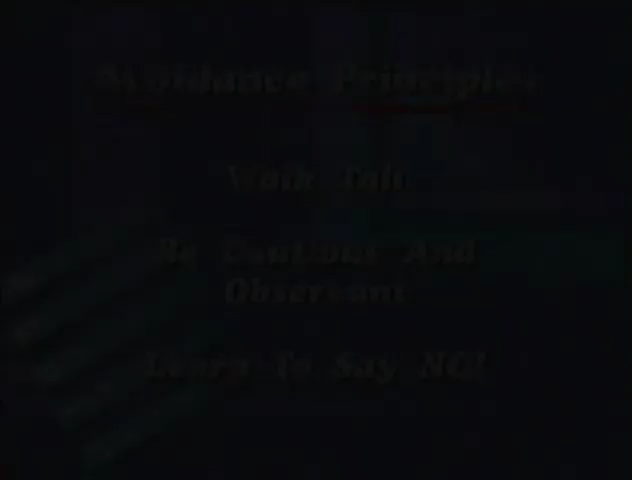 Avoidance Principles
Walk Tall
Be Cautious And
Observant
Learn To Say NO!